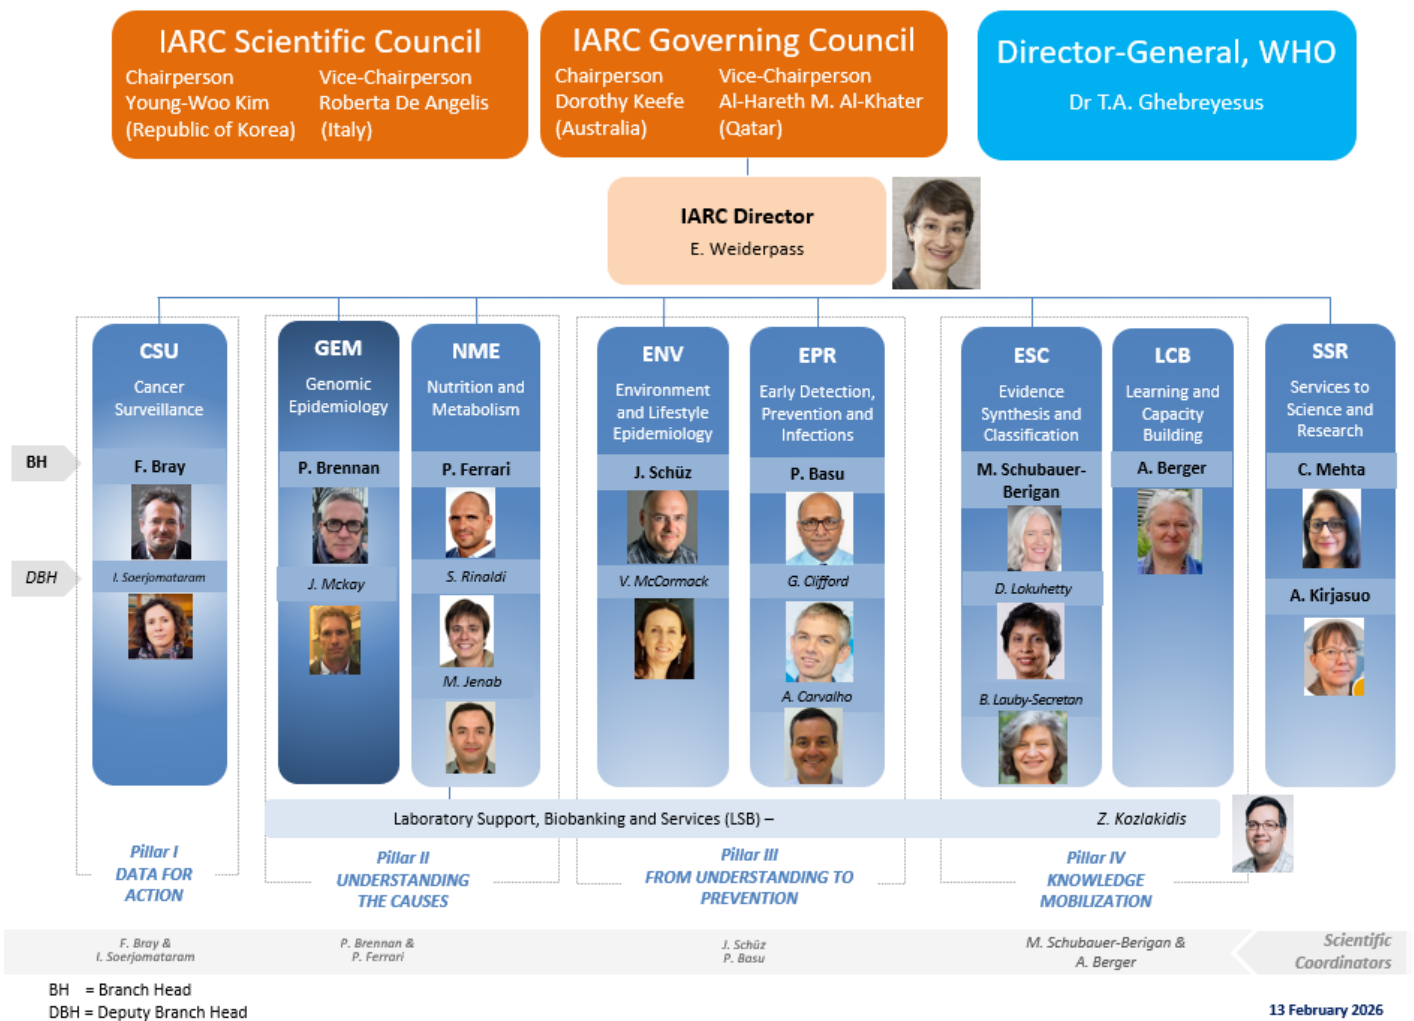 IARC Scientific Council
Chairperson
Young-Woo Kim
(Republic of Korea)
Vice-Chairperson
Roberta De Angelis
(Italy)
IARC Governing Council
Chairperson
Dorothy Keefe
(Australia)
Vice-Chairperson
Al-Hareth M. Al-Khater
(Qatar)
Director-General, WHO
Dr T.A. Ghebreyesus
IARC Director
E. Weiderpass
CSU
Cancer
Surveillance
F. Bray
I. Soerjomataram
GEM
Genomic
Epidemiology
P. Brennan
J. Mckay
NME
Nutrition and
Metabolism
P. Ferrari
S. Rinaldi
M. Jenab
ENV
Environment
and Lifestyle
Epidemiology
J. Schüz
V. McCormack
EPR
Early Detection,
Prevention and
Infections
P. Basu
G. Clifford
A. Carvalho
ESC
Evidence
Synthesis and
Classification
M. Schubauer-
Berigan
D. Lokuhetty
B. Lauby-Secretan
LCB
Learning and
Capacity
Building
A. Berger
SSR
Services to
Science and
Research
C. Mehta
A. Kirjasuo
BH
DBH
Laboratory Support, Biobanking and Services (LSB) –
Z. Kozlakidis
Pillar I
DATA FOR
ACTION
Pillar II
UNDERSTANDING
THE CAUSES
Pillar III
FROM UNDERSTANDING TO
PREVENTION
Pillar IV
KNOWLEDGE
MOBILIZATION
F. Bray &
I. Soerjomataram
P. Brennan &
P. Ferrari
J. Schüz
P. Basu
M. Schubauer-Berigan &
A. Berger
Scientific
Coordinators
BH = Branch Head
DBH = Deputy Branch Head
13 February 2026